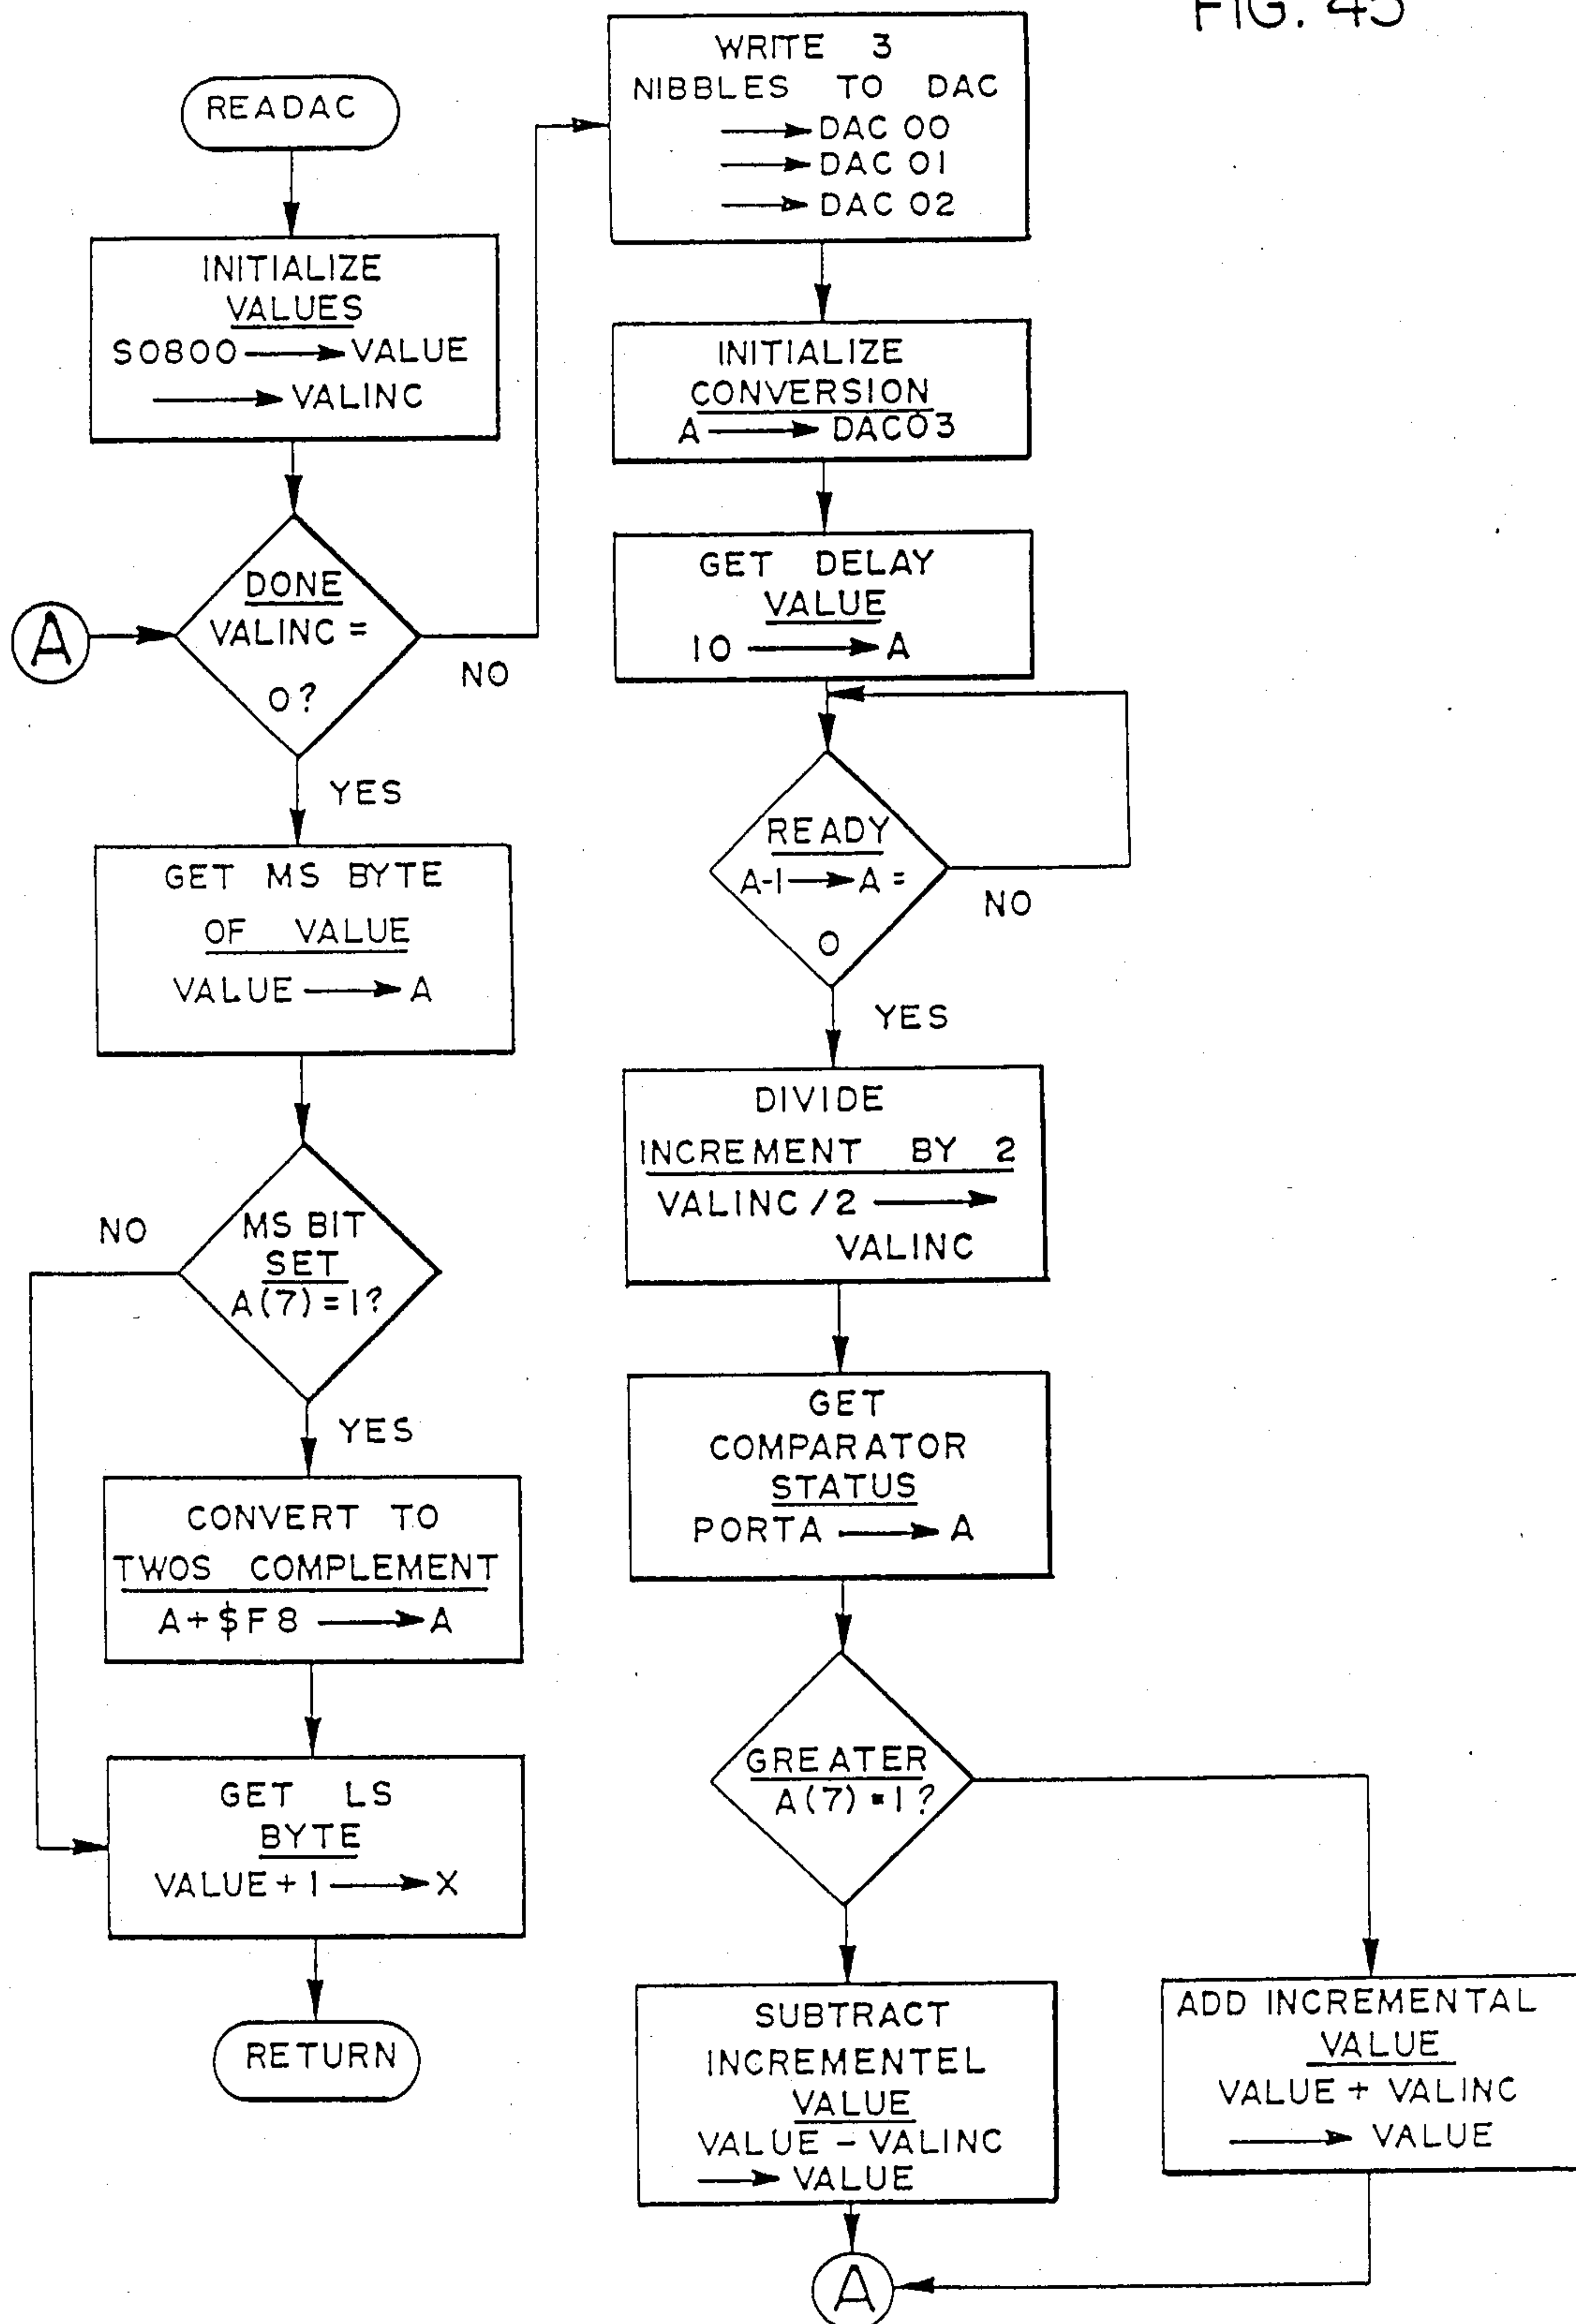 FIG. 45
READAC
INITIALIZE
VALUES
S0800 → VALUE
→ VALINC
A
DONE
VALINC =
0?
NO
YES
GET MS BYTE
OF VALUE
VALUE → A
MS BIT
SET
A(7)=1?
NO
YES
CONVERT TO
TWOS COMPLEMENT
A+$F8 → A
GET LS
BYTE
VALUE+1 → X
RETURN
WRITE 3
NIBBLES TO DAC
→ DAC 00
→ DAC 01
→ DAC 02
INITIALIZE
CONVERSION
A → DAC03
GET DELAY
VALUE
10 → A
READY
A-1 → A =
0
NO
YES
DIVIDE
INCREMENT BY 2
VALINC/2 →
VALINC
GET
COMPARATOR
STATUS
PORTA → A
GREATER
A(7)=1?
SUBTRACT
INCREMENTEL
VALUE
VALUE - VALINC
→ VALUE
ADD INCREMENTAL
VALUE
VALUE + VALINC
→ VALUE
A